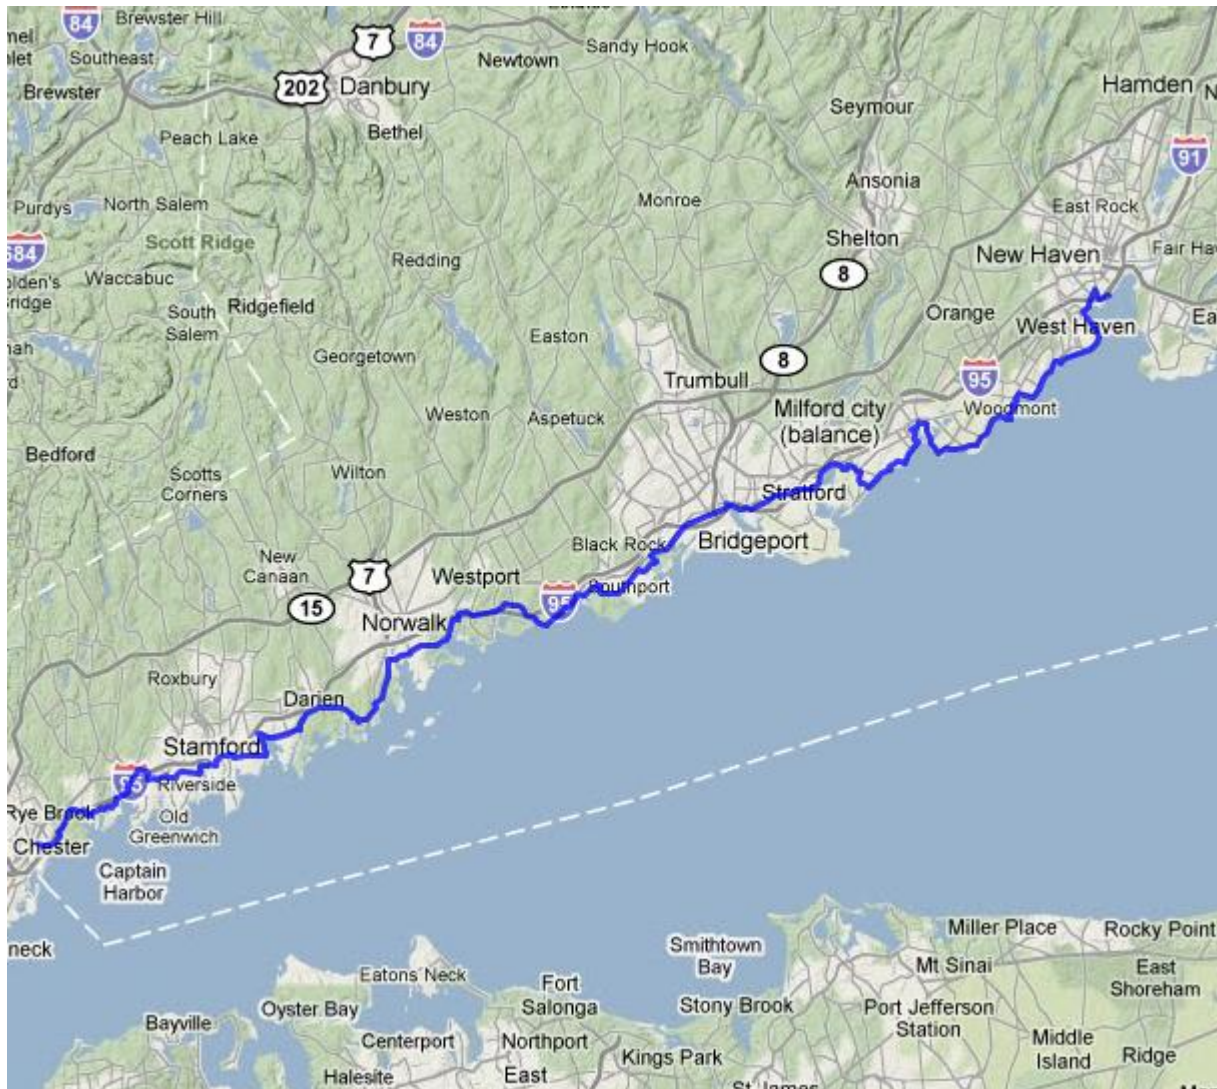 84
Brewster Hill
7
84
Southeast
Newtown
Sandy Hook
Brewster
202
Danbury
Hamden
Seymour
Peach Lake
Bethel
91
Ansonia
Purdys
North Salem
Monroe
East Rock
Scott Ridge
Shelton
684
New Haven
Redding
8
Waccabuc
Ridgefield
South
Salem
Orange
West Haven
Georgetown
Easton
8
Trumbull
95
Weston
Aspetuck
Milford city
(balance)
Woodmont
Bedford
Scotts
Corners
Wilton
Stratford
Bridgeport
Black Rock
New
Canaan
7
Westport
Southport
95
15
Norwalk
Roxbury
Darien
Stamford
95
Riverside
Rye Brook
Old
Greenwich
Chester
Captain
Harbor
neck
Miller Place
Rocky Point
Smithtown
Bay
Mt Sinai
East
Shoreham
Eatons Neck
Fort
Salonga
Oyster Bay
Stony Brook
Port Jefferson
Station
Bayville
Centerport
Northport
Kings Park
Middle
Island
Ridge
Halesite
East
St. James